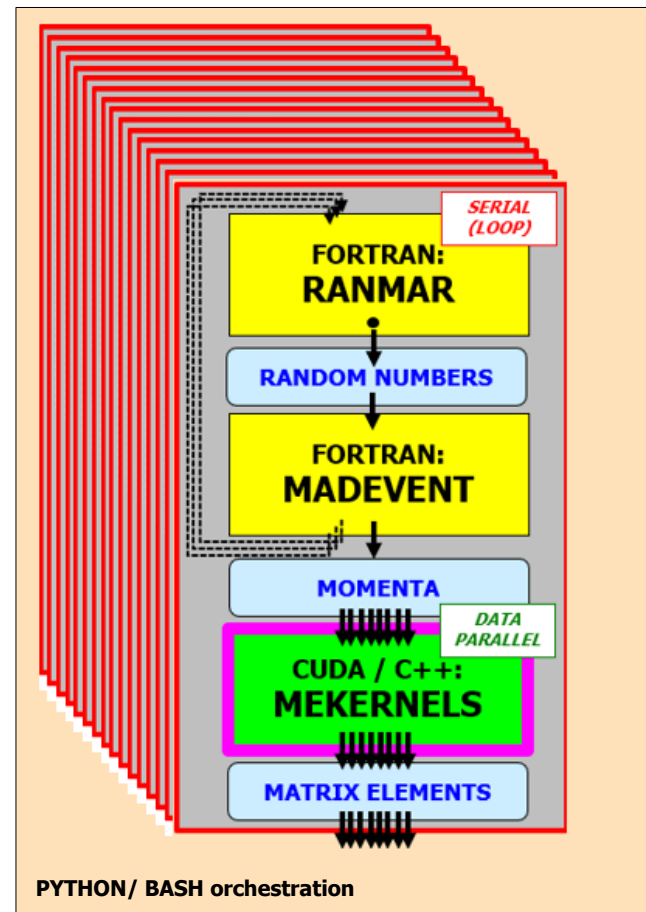 SERIAL
(LOOP)
FORTRAN:
RANMAR
RANDOM NUMBERS
FORTRAN:
MADEVENT
MOMENTA
DATA
PARALLEL
CUDA / C++:
MEKERNELS
MATRIX ELEMENTS
PYTHON/ BASH orchestration